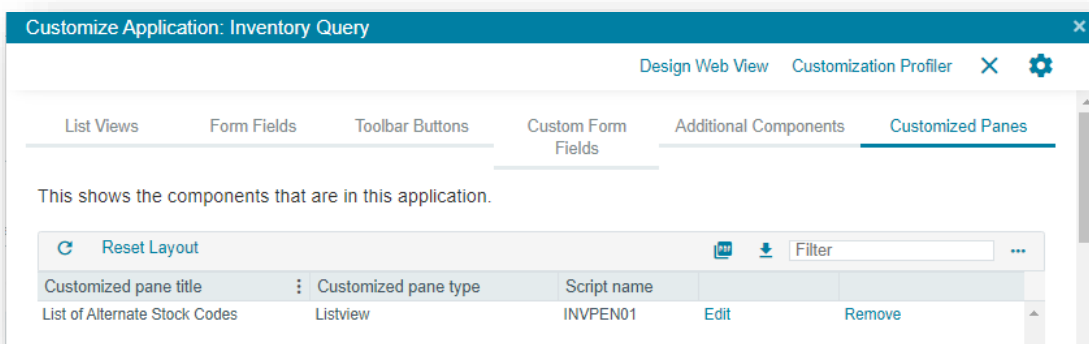 Customize Application: Inventory Query
Design Web View Customization Profiler
List Views Form Fields Toolbar Buttons Custom Form Fields Additional Components Customized Panes
This shows the components that are in this application.
Reset Layout PDF Filter
Customized pane title Customized pane type Script name
List of Alternate Stock Codes Listview INVPEN01 Edit Remove